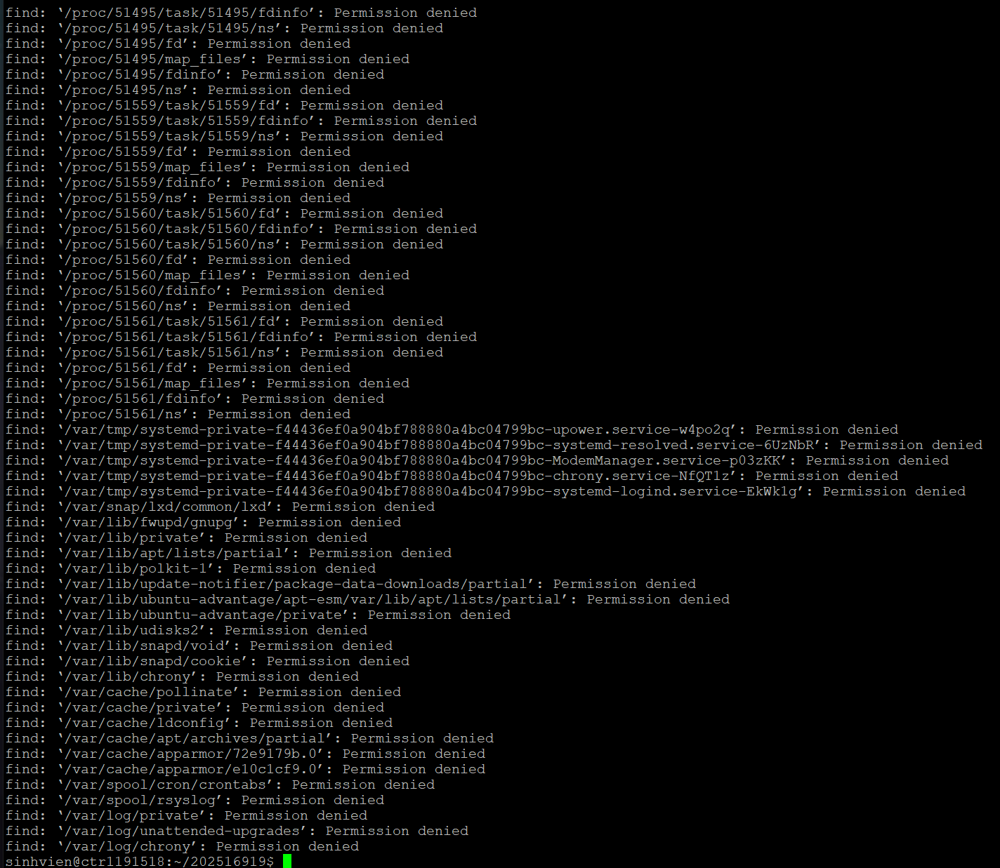 find: ‘/proc/51495/task/51495/fdinfo’: Permission denied
find: ‘/proc/51495/task/51495/ns’: Permission denied
find: ‘/proc/51495/fd’: Permission denied
find: ‘/proc/51495/map_files’: Permission denied
find: ‘/proc/51495/fdinfo’: Permission denied
find: ‘/proc/51495/ns’: Permission denied
find: ‘/proc/51559/task/51559/fd’: Permission denied
find: ‘/proc/51559/task/51559/fdinfo’: Permission denied
find: ‘/proc/51559/task/51559/ns’: Permission denied
find: ‘/proc/51559/fd’: Permission denied
find: ‘/proc/51559/map_files’: Permission denied
find: ‘/proc/51559/fdinfo’: Permission denied
find: ‘/proc/51559/ns’: Permission denied
find: ‘/proc/51560/task/51560/fd’: Permission denied
find: ‘/proc/51560/task/51560/fdinfo’: Permission denied
find: ‘/proc/51560/task/51560/ns’: Permission denied
find: ‘/proc/51560/fd’: Permission denied
find: ‘/proc/51560/map_files’: Permission denied
find: ‘/proc/51560/fdinfo’: Permission denied
find: ‘/proc/51560/ns’: Permission denied
find: ‘/proc/51561/task/51561/fd’: Permission denied
find: ‘/proc/51561/task/51561/fdinfo’: Permission denied
find: ‘/proc/51561/task/51561/ns’: Permission denied
find: ‘/proc/51561/fd’: Permission denied
find: ‘/proc/51561/map_files’: Permission denied
find: ‘/proc/51561/fdinfo’: Permission denied
find: ‘/proc/51561/ns’: Permission denied
find: ‘/var/tmp/systemd-private-f44436ef0a904bf788880a4bc04799bc-upower.service-w4po2q’: Permission denied
find: ‘/var/tmp/systemd-private-f44436ef0a904bf788880a4bc04799bc-systemd-resolved.service-6UzNbR’: Permission denied
find: ‘/var/tmp/systemd-private-f44436ef0a904bf788880a4bc04799bc-ModemManager.service-p03zKK’: Permission denied
find: ‘/var/tmp/systemd-private-f44436ef0a904bf788880a4bc04799bc-chrony.service-NfQT1z’: Permission denied
find: ‘/var/tmp/systemd-private-f44436ef0a904bf788880a4bc04799bc-systemd-logind.service-EkWk1g’: Permission denied
find: ‘/var/snap/lxd/common/lxd’: Permission denied
find: ‘/var/lib/fwupd/gnupg’: Permission denied
find: ‘/var/lib/private’: Permission denied
find: ‘/var/lib/apt/lists/partial’: Permission denied
find: ‘/var/lib/polkit-1’: Permission denied
find: ‘/var/lib/update-notifier/package-data-downloads/partial’: Permission denied
find: ‘/var/lib/ubuntu-advantage/apt-esm/var/lib/apt/lists/partial’: Permission denied
find: ‘/var/lib/ubuntu-advantage/private’: Permission denied
find: ‘/var/lib/udisks2’: Permission denied
find: ‘/var/lib/snapd/void’: Permission denied
find: ‘/var/lib/snapd/cookie’: Permission denied
find: ‘/var/lib/chrony’: Permission denied
find: ‘/var/cache/pollinate’: Permission denied
find: ‘/var/cache/private’: Permission denied
find: ‘/var/cache/ldconfig’: Permission denied
find: ‘/var/cache/apt/archives/partial’: Permission denied
find: ‘/var/cache/apparmor/72e9179b.0’: Permission denied
find: ‘/var/cache/apparmor/e10c1cf9.0’: Permission denied
find: ‘/var/spool/cron/crontabs’: Permission denied
find: ‘/var/spool/rsyslog’: Permission denied
find: ‘/var/log/private’: Permission denied
find: ‘/var/log/unattended-upgrades’: Permission denied
find: ‘/var/log/chrony’: Permission denied
sinhvien@ctr1191518:~/202516919$